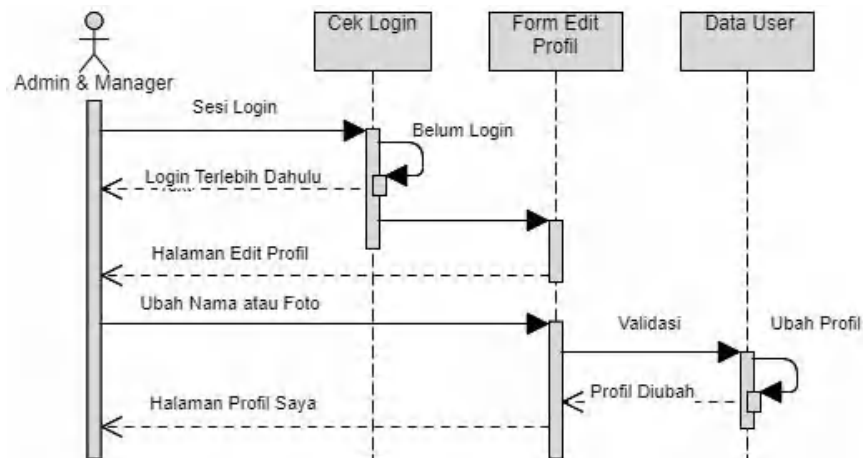 Cek Login
Form Edit
Profil
Data User
Admin & Manager
Sesi Login
Belum Login
Login Terlebih Dahulu
Halaman Edit Profil
Ubah Nama atau Foto
Validasi
Ubah Profil
Profil Diubah
Halaman Profil Saya